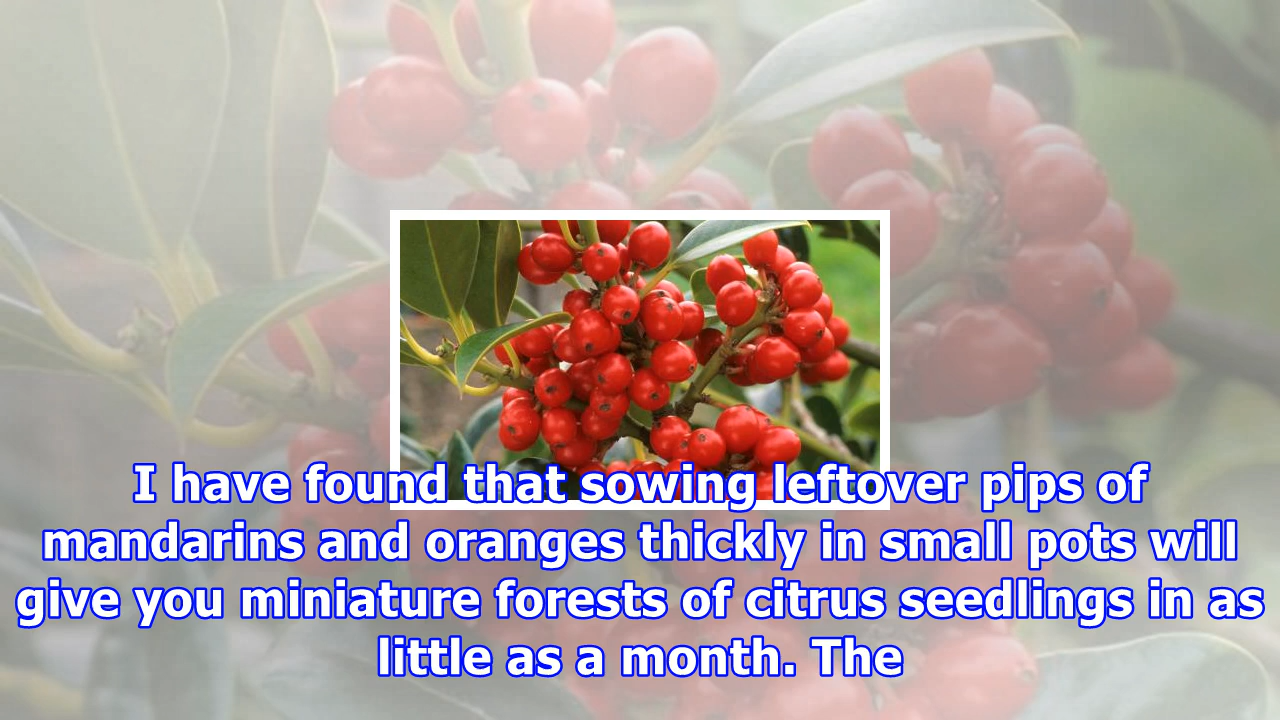 I have found that sowing leftover pips of
mandarins and oranges thickly in small pots will
give you miniature forests of citrus seedlings in as
little as a month. The